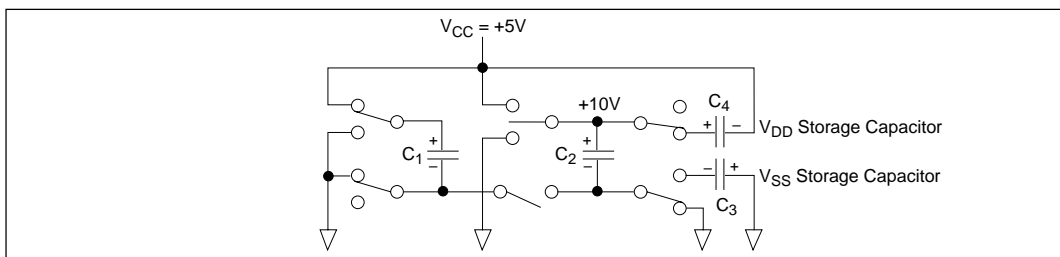 V_CC = +5V
+10V
C_4
+
−
V_DD Storage Capacitor
+
C_1
−
+
C_2
−
−
+
V_SS Storage Capacitor
C_3